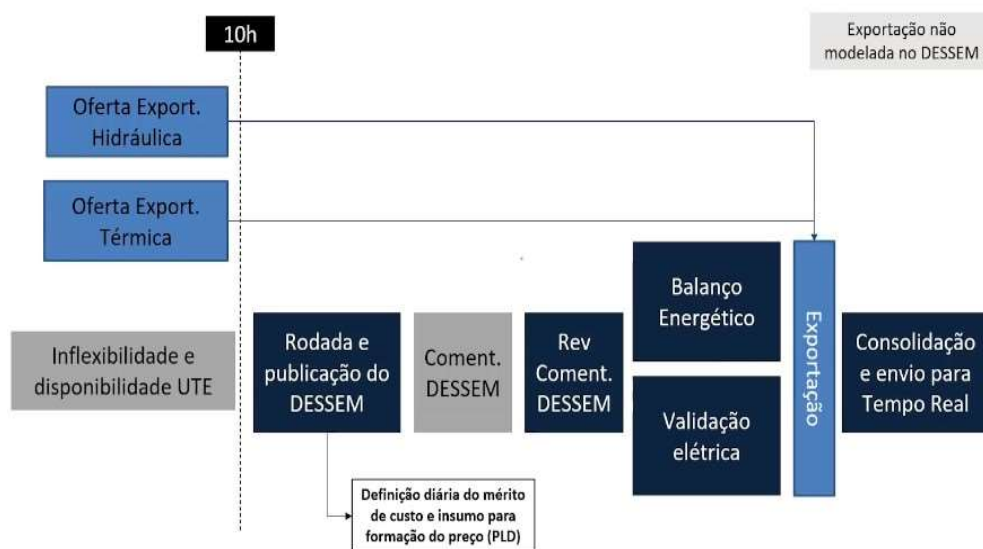 10h
Exportação não
modelada no DESSEM
Oferta Export.
Hidráulica
Oferta Export.
Térmica
Inflexibilidade e
disponibilidade UTE
Rodada e
publicação do
DESSEM
Coment.
DESSEM
Rev
Coment.
DESSEM
Balanço
Energético
Validação
elétrica
Exportação
Consolidação
e envio para
Tempo Real
Definição diária do mérito
de custo e insumo para
formação do preço (PLD)